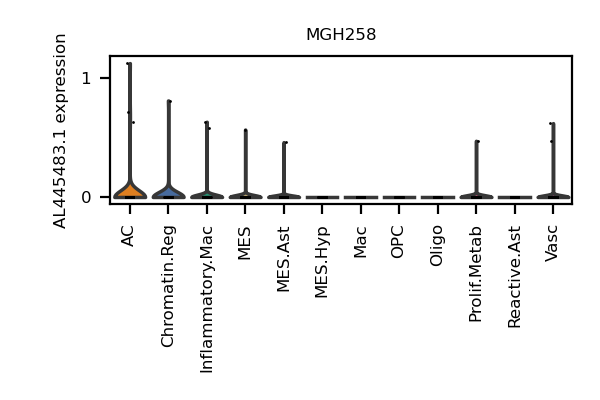 MGH258
AL445483.1 expression
1
0
AC
Chromatin.Reg
Inflammatory.Mac
MES
MES.Ast
MES.Hyp
Mac
OPC
Oligo
Prolif.Metab
Reactive.Ast
Vasc